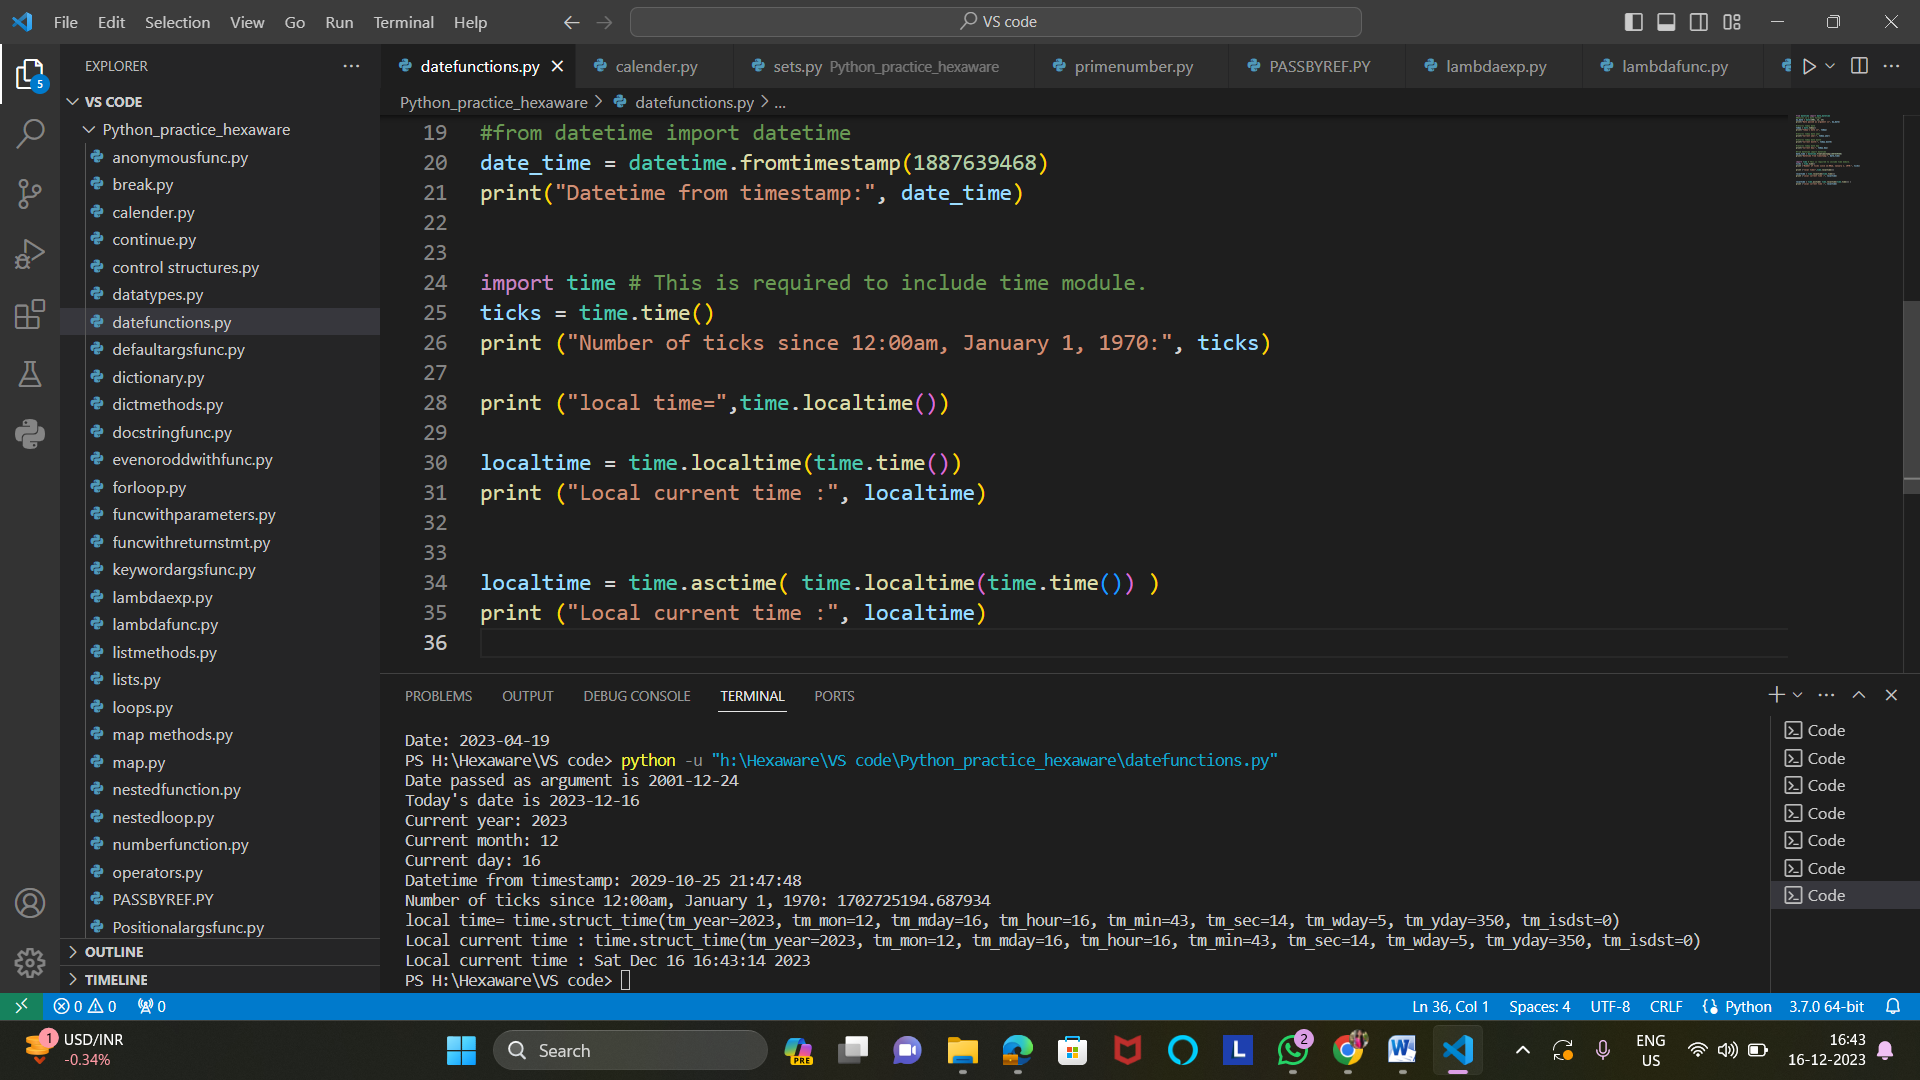 File Edit Selection View Go Run Terminal Help
VS code
EXPLORER
5
VS CODE
Python_practice_hexaware
anonymousfunc.py
break.py
calender.py
continue.py
control structures.py
datatypes.py
datefunctions.py
defaultargsfunc.py
dictionary.py
dictmethods.py
docstringfunc.py
evenoroddwithfunc.py
forloop.py
funcwithparameters.py
funcwithreturnstmt.py
keywordargsfunc.py
lambdaexp.py
lambdafunc.py
listmethods.py
lists.py
loops.py
map methods.py
map.py
nestedfunction.py
nestedloop.py
numberfunction.py
operators.py
PASSBYREF.PY
Positionalargsfunc.py
OUTLINE
TIMELINE
datefunctions.py calender.py sets.py Python_practice_hexaware primenumber.py PASSBYREF.PY lambdaexp.py lambdafunc.py
Python_practice_hexaware > datefunctions.py > ...
19 #from datetime import datetime
20 date_time = datetime.fromtimestamp(1887639468)
21 print("Datetime from timestamp:", date_time)
22
23
24 import time # This is required to include time module.
25 ticks = time.time()
26 print ("Number of ticks since 12:00am, January 1, 1970:", ticks)
27
28 print ("local time=",time.localtime())
29
30 localtime = time.localtime(time.time())
31 print ("Local current time :", localtime)
32
33
34 localtime = time.asctime( time.localtime(time.time()) )
35 print ("Local current time :", localtime)
36
PROBLEMS OUTPUT DEBUG CONSOLE TERMINAL PORTS
Date: 2023-04-19
PS H:\Hexaware\VS code> python -u "h:\Hexaware\VS code\Python_practice_hexaware\datefunctions.py"
Date passed as argument is 2001-12-24
Today's date is 2023-12-16
Current year: 2023
Current month: 12
Current day: 16
Datetime from timestamp: 2029-10-25 21:47:48
Number of ticks since 12:00am, January 1, 1970: 1702725194.687934
local time= time.struct_time(tm_year=2023, tm_mon=12, tm_mday=16, tm_hour=16, tm_min=43, tm_sec=14, tm_wday=5, tm_yday=350, tm_isdst=0)
Local current time : time.struct_time(tm_year=2023, tm_mon=12, tm_mday=16, tm_hour=16, tm_min=43, tm_sec=14, tm_wday=5, tm_yday=350, tm_isdst=0)
Local current time : Sat Dec 16 16:43:14 2023
PS H:\Hexaware\VS code>
Code
Code
Code
Code
Code
Code
Code
0 0 0
Ln 36, Col 1 Spaces: 4 UTF-8 CRLF Python 3.7.0 64-bit
1 USD/INR
-0.34%
Search
PRE
L
2
W
ENG
US
16:43
16-12-2023